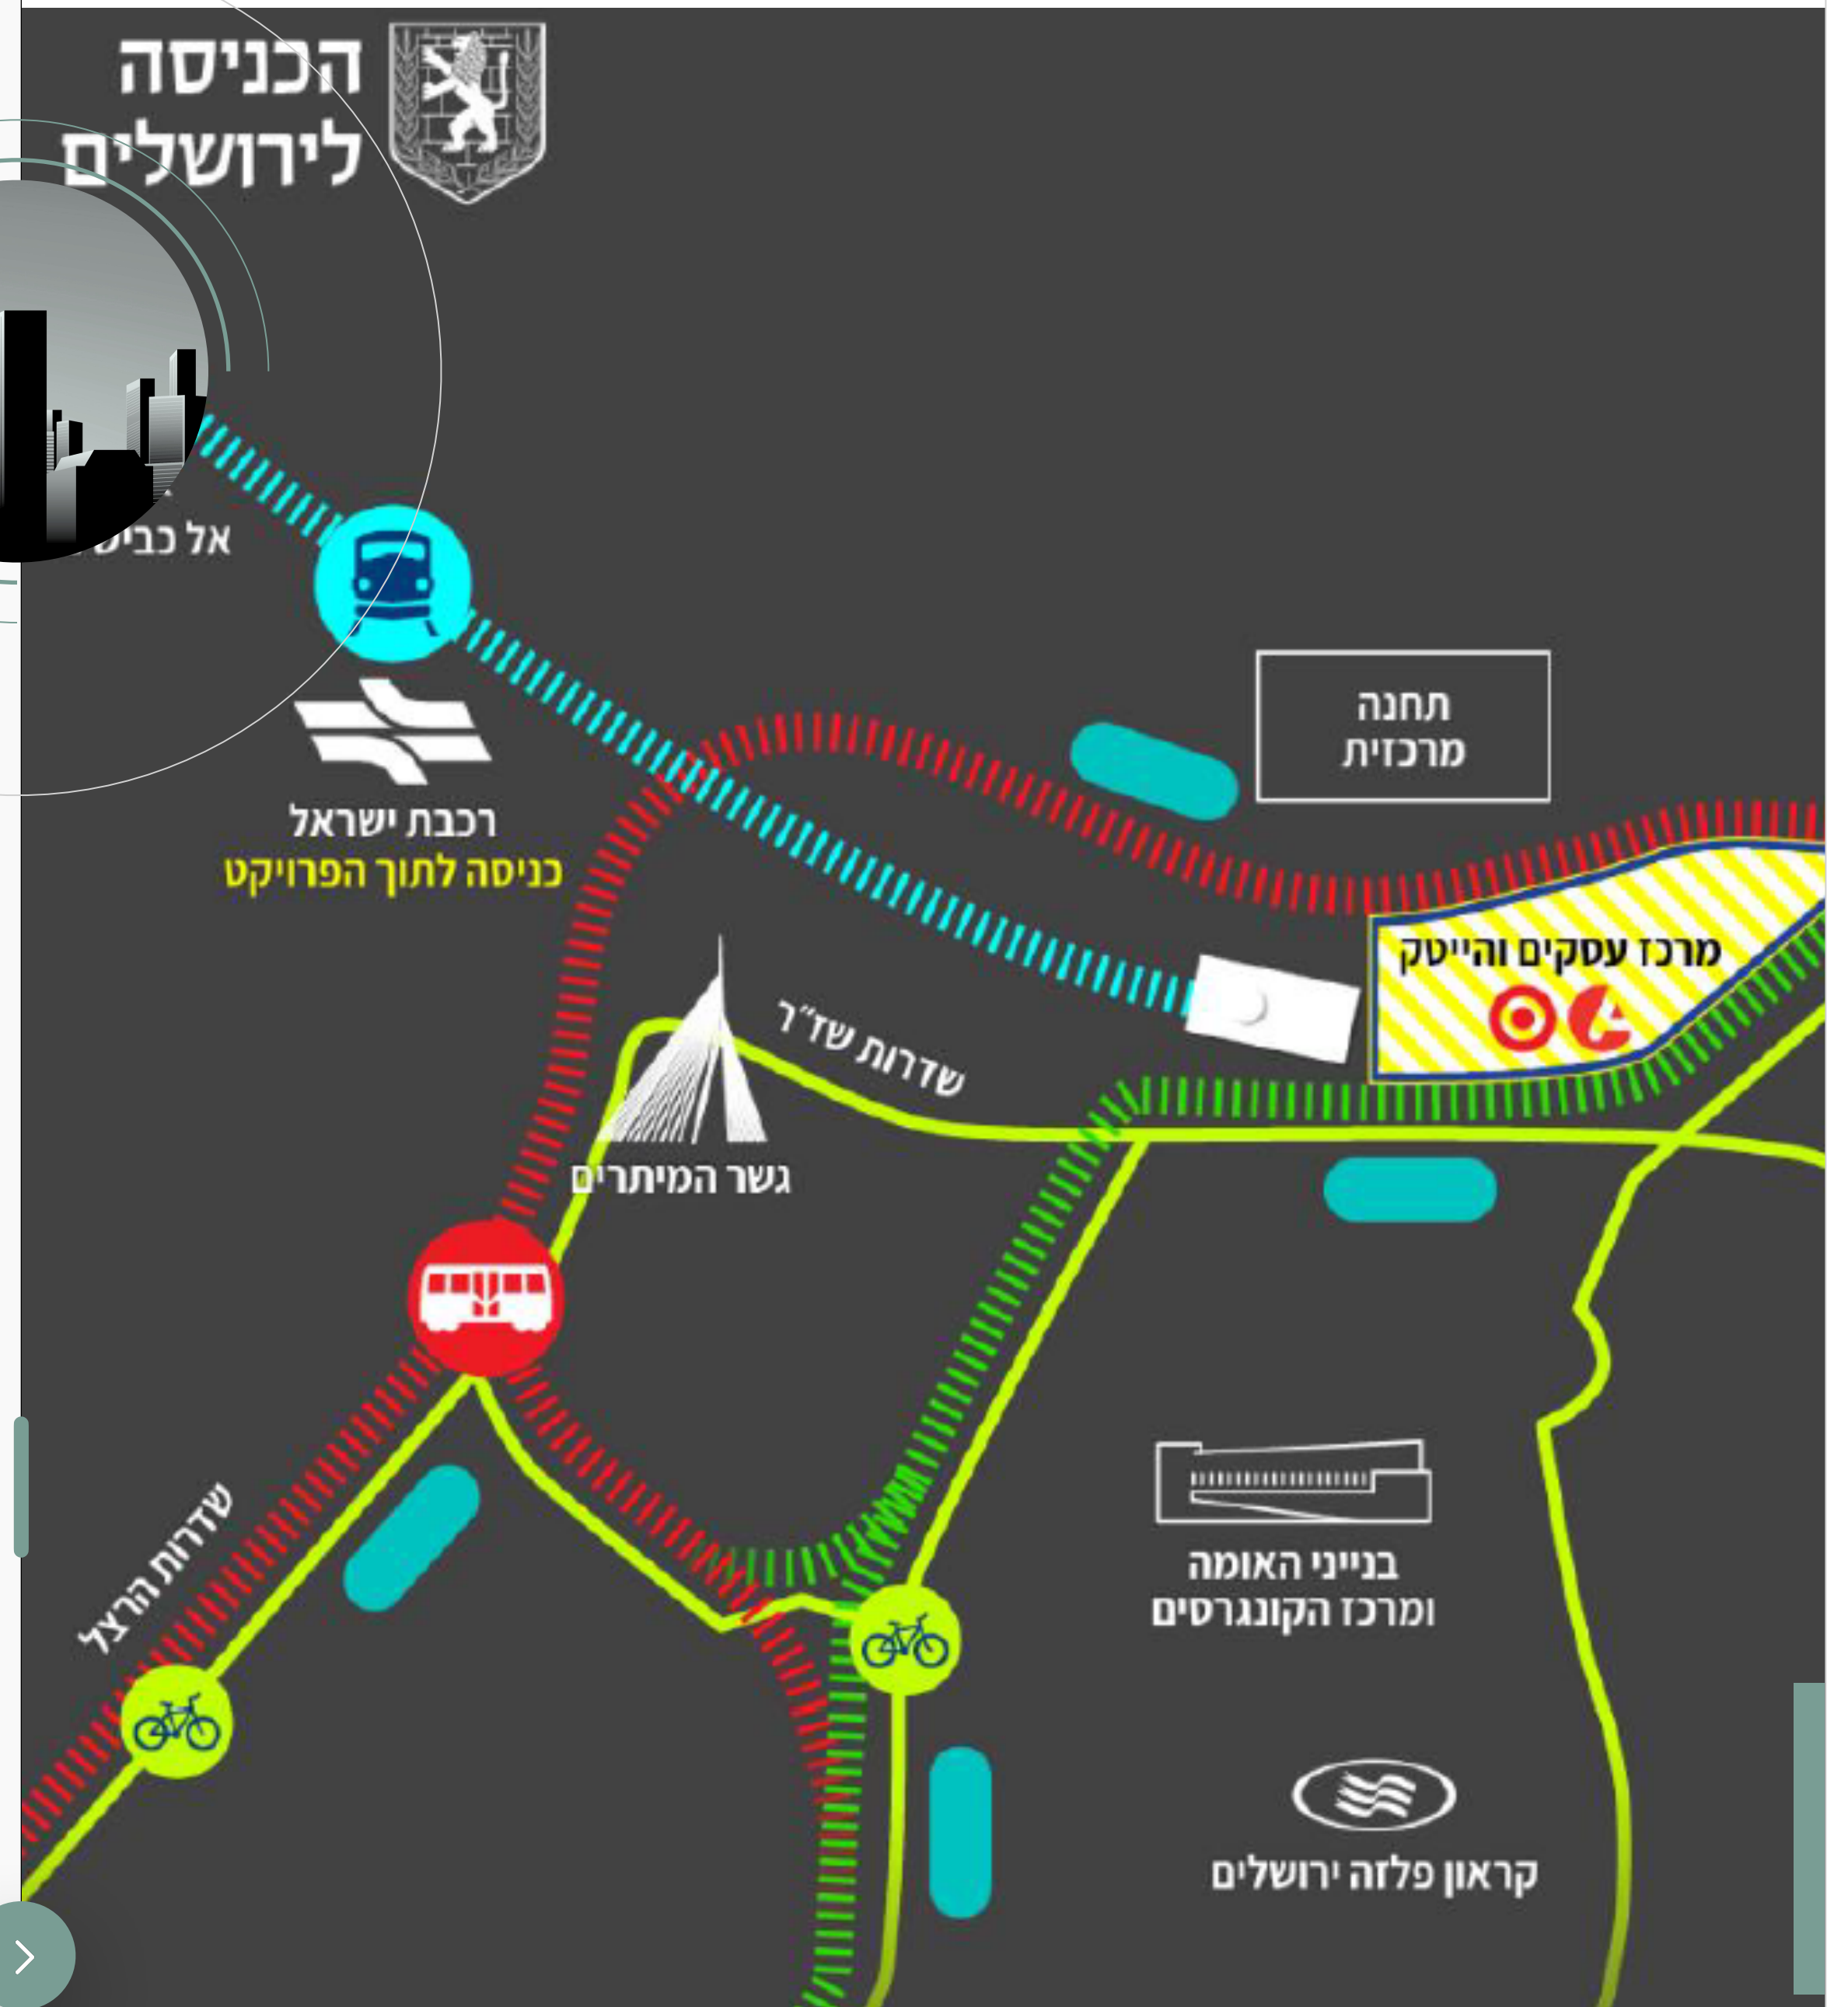 הכניסה
לירושלים
אל כביש
רכבת ישראל
כניסה לתוך הפרויקט
תחנה
מרכזית
מרכז עסקים והייטק
שדרות שז״ר
גשר המיתרים
שדרות הרצל
בנייני האומה
ומרכז הקונגרסים
קראון פלזה ירושלים